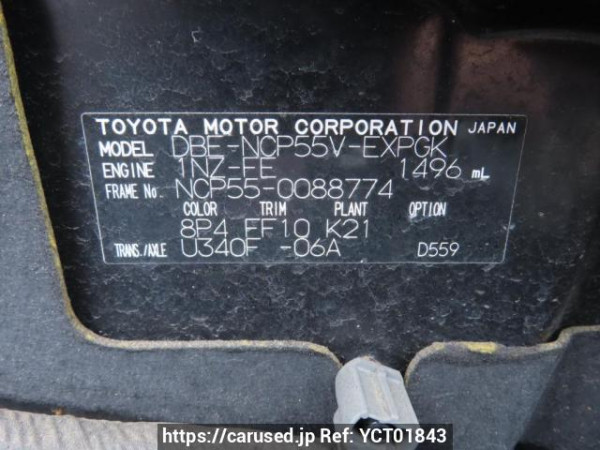 TOYOTA MOTOR CORPORATION JAPAN
MODEL DBE-NCP55V-EXPGK
ENGINE 1NZ-FE 1496 mL
FRAME No. NCP55-0088774
COLOR TRIM PLANT OPTION
8P4 FF10 K21
TRANS./AXLE U340F -06A D559
https://carused.jp Ref: YCT01843